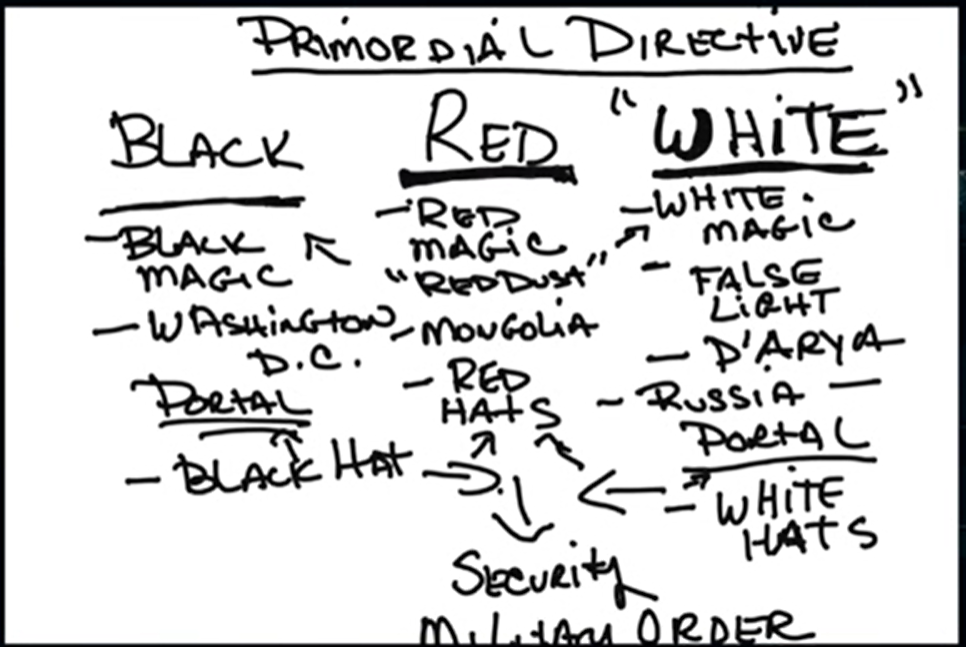 PRIMORDIAL DIRECTIVE
BLACK
- BLACK
MAGIC
- WASHINGTON
D.C.
PORTAL
- BLACK HAT
RED
- RED
MAGIC
"REDDUST"
- MONGOLIA
- RED
HATS
"WHITE"
- WHITE
MAGIC
- FALSE
LIGHT
- D'ARYA
- RUSSIA -
PORTAL
- WHITE
HATS
SECURITY
MILITARY ORDER